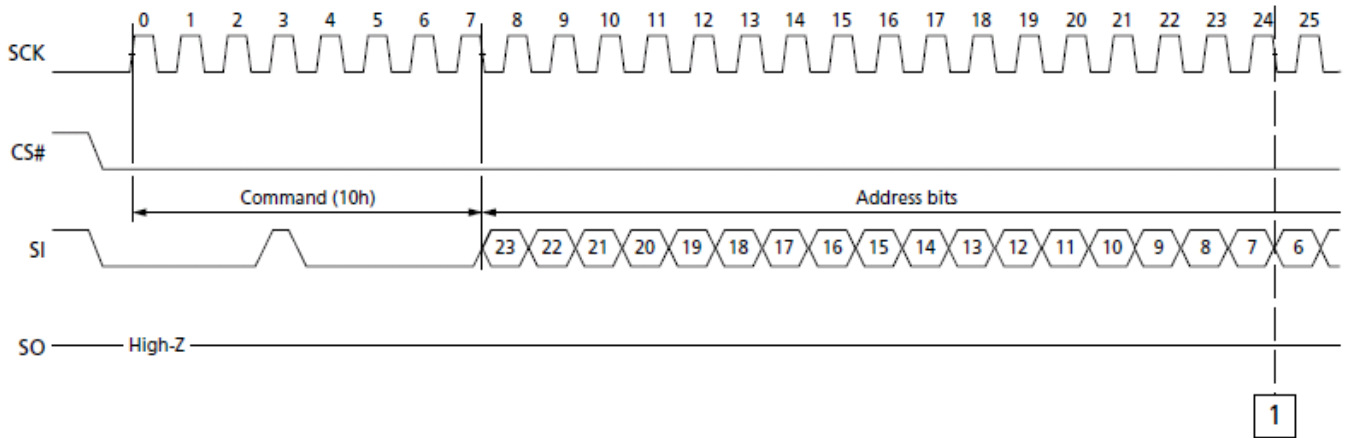 0 1 2 3 4 5 6 7 8 9 10 11 12 13 14 15 16 17 18 19 20 21 22 23 24 25
SCK
CS#
Command (10h) Address bits
SI 23 22 21 20 19 18 17 16 15 14 13 12 11 10 9 8 7 6
SO High-Z
1